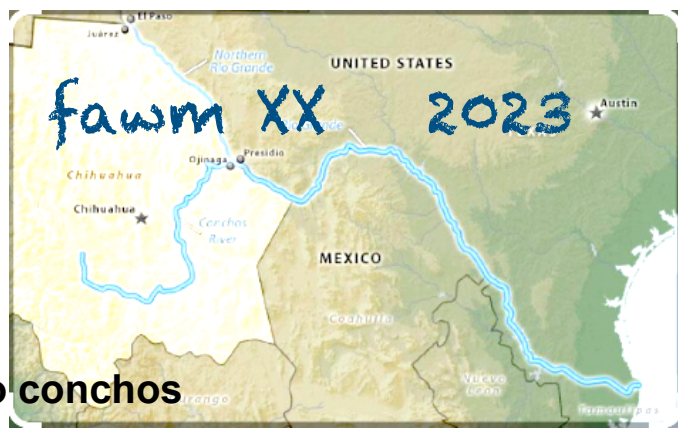 El Paso
Juárez
Northern
Rio Grande
UNITED STATES
fawm XX 2023
Austin
Ojinaga
Presidio
Chihuahua
Chihuahua
Conchos
River
MEXICO
Coahuila
conchos
Nuevo
León
Tamaulipas